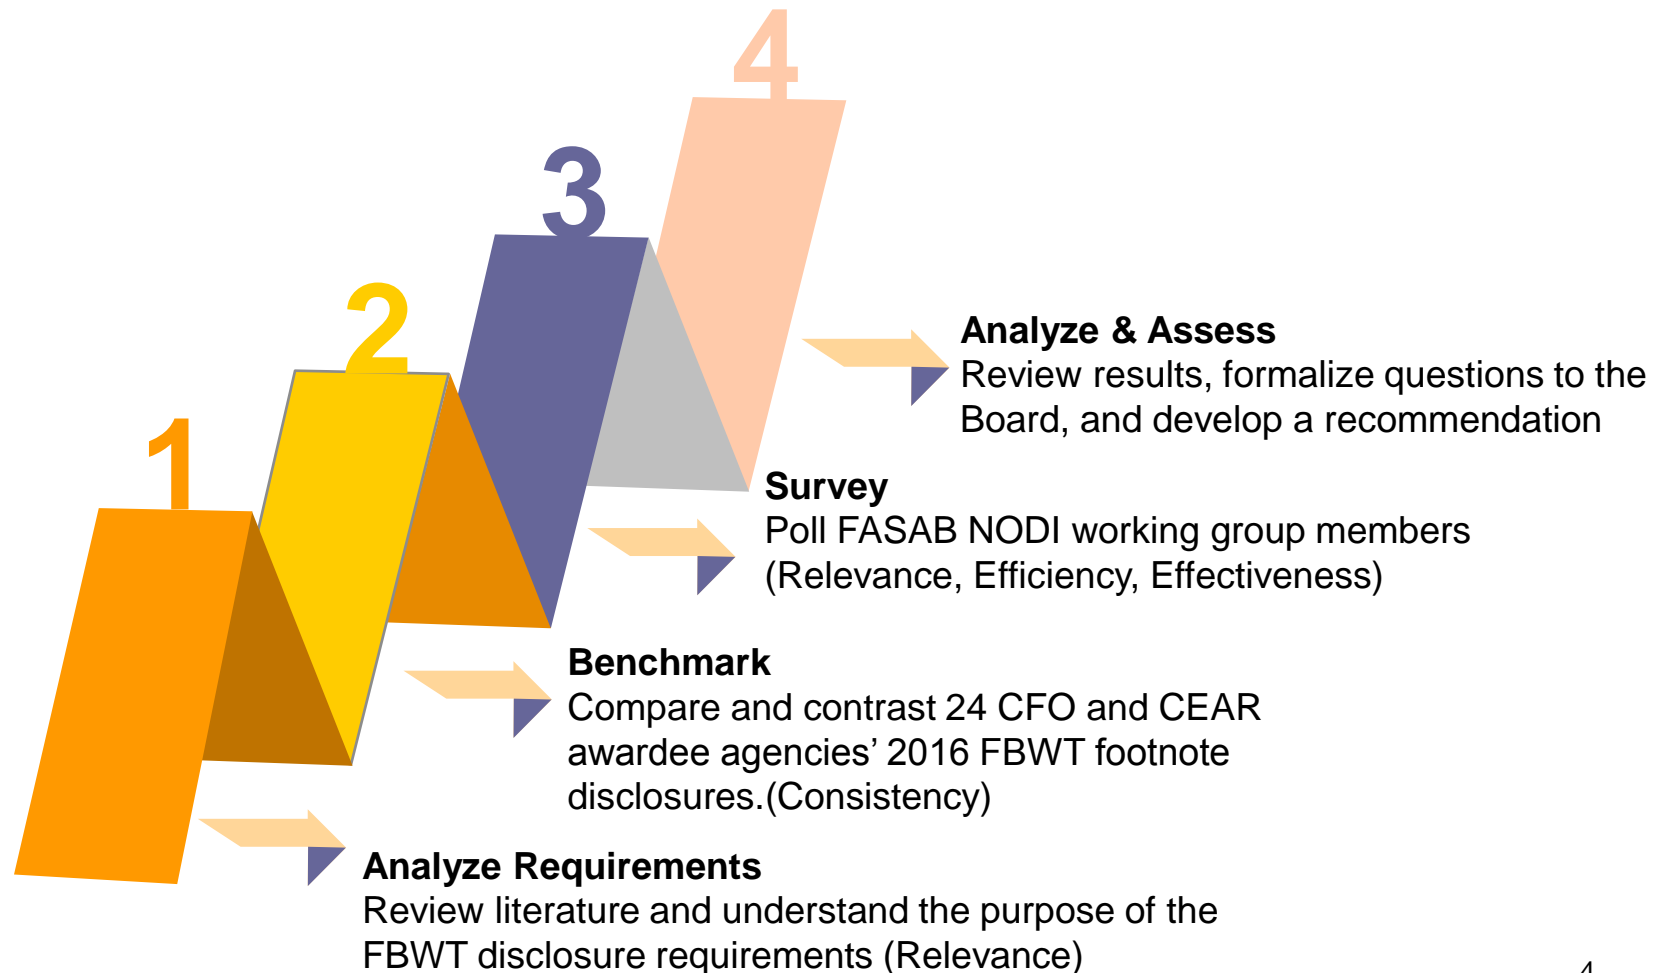 4
3
2
1
Analyze & Assess
Review results, formalize questions to the
Board, and develop a recommendation
Survey
Poll FASAB NODI working group members
(Relevance, Efficiency, Effectiveness)
Benchmark
Compare and contrast 24 CFO and CEAR
awardee agencies’ 2016 FBWT footnote
disclosures.(Consistency)
Analyze Requirements
Review literature and understand the purpose of the
FBWT disclosure requirements (Relevance)
4